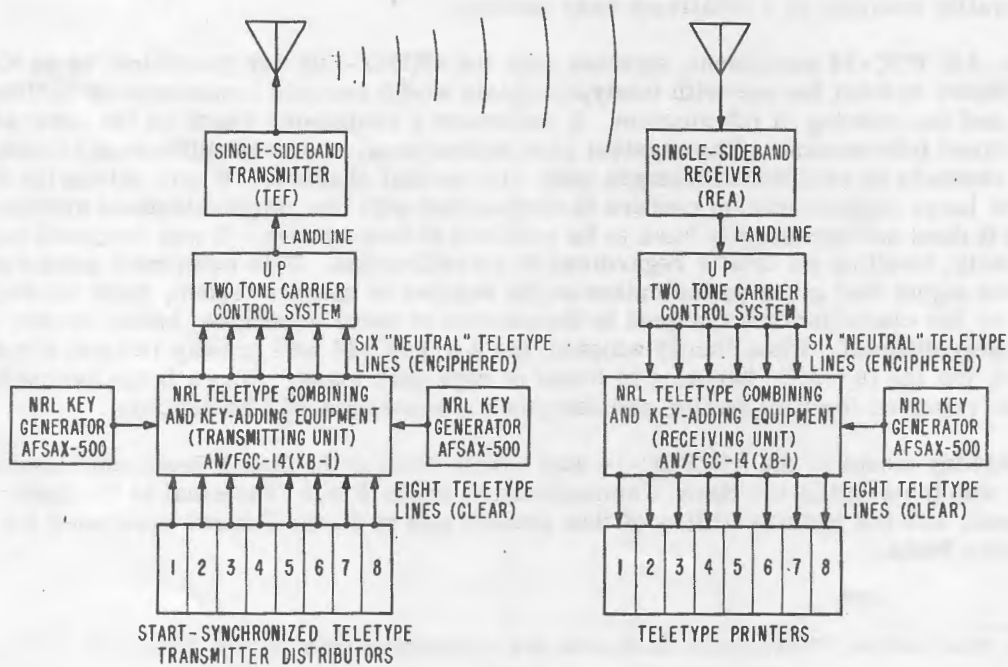 SINGLE-SIDEBAND
TRANSMITTER
(TEF)
LANDLINE
U P
TWO TONE CARRIER
CONTROL SYSTEM
SIX NEUTRAL TELETYPE
LINES (ENCIPHERED)
NRL KEY
GENERATOR
AFSAX-500
NRL TELETYPE COMBINING
AND KEY-ADDING EQUIPMENT
(TRANSMITTING UNIT)
AN/FGC-14(XB-1)
NRL KEY
GENERATOR
AFSAX-500
EIGHT TELETYPE
LINES (CLEAR)
1 2 3 4 5 6 7 8
START-SYNCHRONIZED TELETYPE
TRANSMITTER DISTRIBUTORS
SINGLE-SIDEBAND
RECEIVER
(REA)
LANDLINE
U P
TWO TONE CARRIER
CONTROL SYSTEM
SIX NEUTRAL TELETYPE
LINES (ENCIPHERED)
NRL TELETYPE COMBINING
AND KEY-ADDING EQUIPMENT
(RECEIVING UNIT)
AN/FGC-14(XB-1)
NRL KEY
GENERATOR
AFSAX-500
EIGHT TELETYPE
LINES (CLEAR)
1 2 3 4 5 6 7 8
TELETYPE PRINTERS